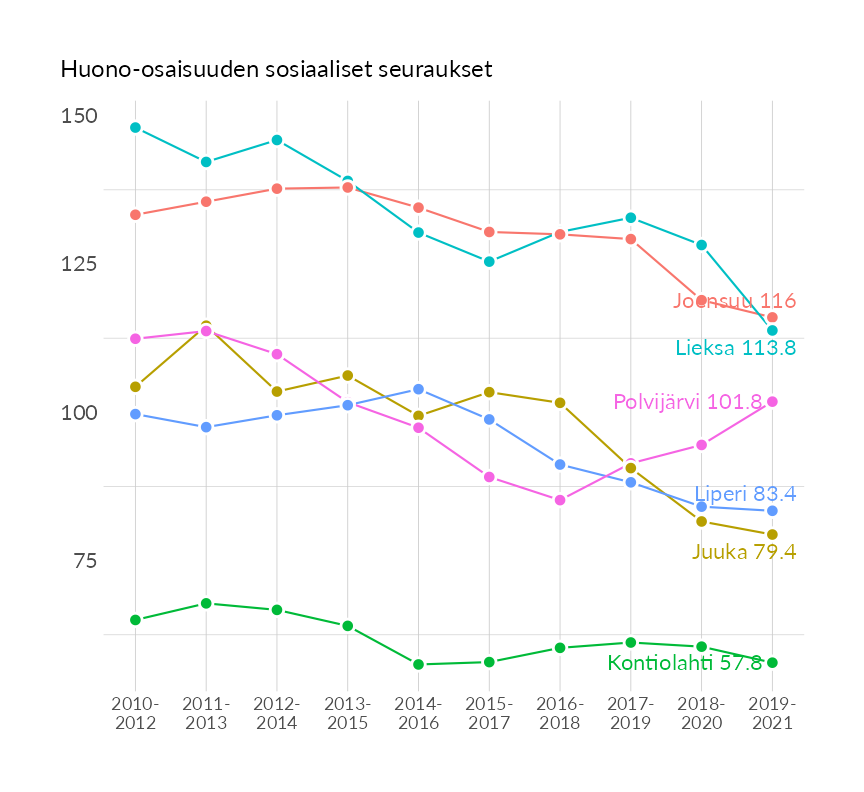 Huono-osaisuuden sosiaaliset seuraukset
150
125
100
75
Joensuu 116
Lieksa 113.8
Polvijärvi 101.8
Liperi 83.4
Juuka 79.4
Kontiolahti 57.8
2010- 2011- 2012- 2013- 2014- 2015- 2016- 2017- 2018- 2019-
2012 2013 2014 2015 2016 2017 2018 2019 2020 2021